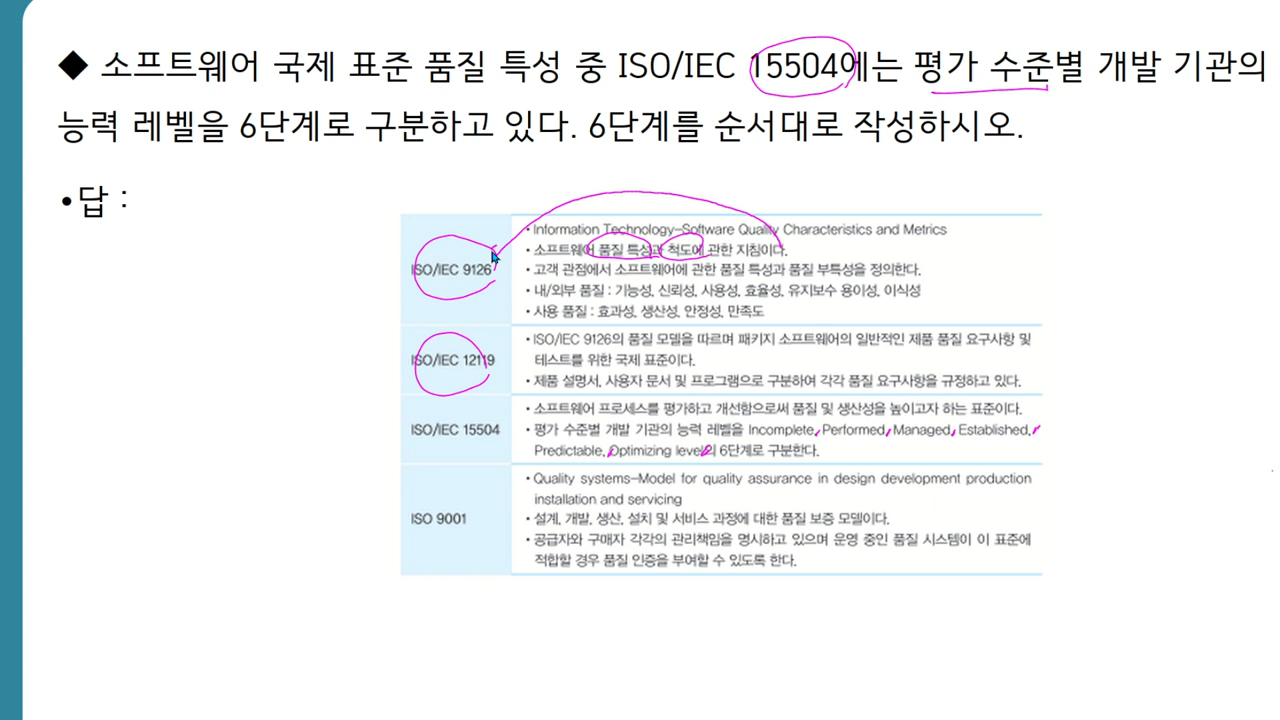 ◆ 소프트웨어 국제 표준 품질 특성 중 ISO/IEC 15504에는 평가 수준별 개발 기관의
능력 레벨을 6단계로 구분하고 있다. 6단계를 순서대로 작성하시오.
•답 :
ISO/IEC 9126
• Information Technology–Software Quality Characteristics and Metrics
• 소프트웨어 품질 특성과 척도에 관한 지침이다.
• 고객 관점에서 소프트웨어에 관한 품질 특성과 품질 부특성을 정의한다.
• 내/외부 품질 : 기능성, 신뢰성, 사용성, 효율성, 유지보수 용이성, 이식성
• 사용 품질 : 효과성, 생산성, 안정성, 만족도
ISO/IEC 12119
• ISO/IEC 9126의 품질 모델을 따르며 패키지 소프트웨어의 일반적인 제품 품질 요구사항 및
테스트를 위한 국제 표준이다.
• 제품 설명서, 사용자 문서 및 프로그램으로 구분하여 각각 품질 요구사항을 규정하고 있다.
ISO/IEC 15504
• 소프트웨어 프로세스를 평가하고 개선함으로써 품질 및 생산성을 높이고자 하는 표준이다.
• 평가 수준별 개발 기관의 능력 레벨을 Incomplete, Performed, Managed, Established,
Predictable, Optimizing level의 6단계로 구분한다.
ISO 9001
• Quality systems–Model for quality assurance in design development production
installation and servicing
• 설계, 개발, 생산, 설치 및 서비스 과정에 대한 품질 보증 모델이다.
• 공급자와 구매자 각각의 관리책임을 명시하고 있으며 운영 중인 품질 시스템이 이 표준에
적합할 경우 품질 인증을 부여할 수 있도록 한다.